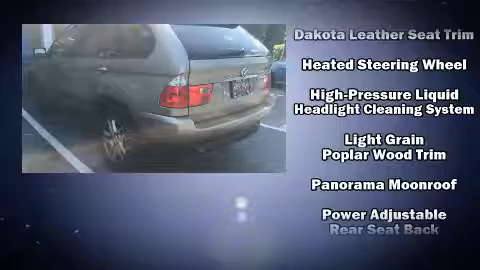 Dakota Leather Seat Trim
Heated Steering Wheel
High-Pressure Liquid
Headlight Cleaning System
Light Grain
Poplar Wood Trim
Panorama Moonroof
Power Adjustable
Rear Seat Back